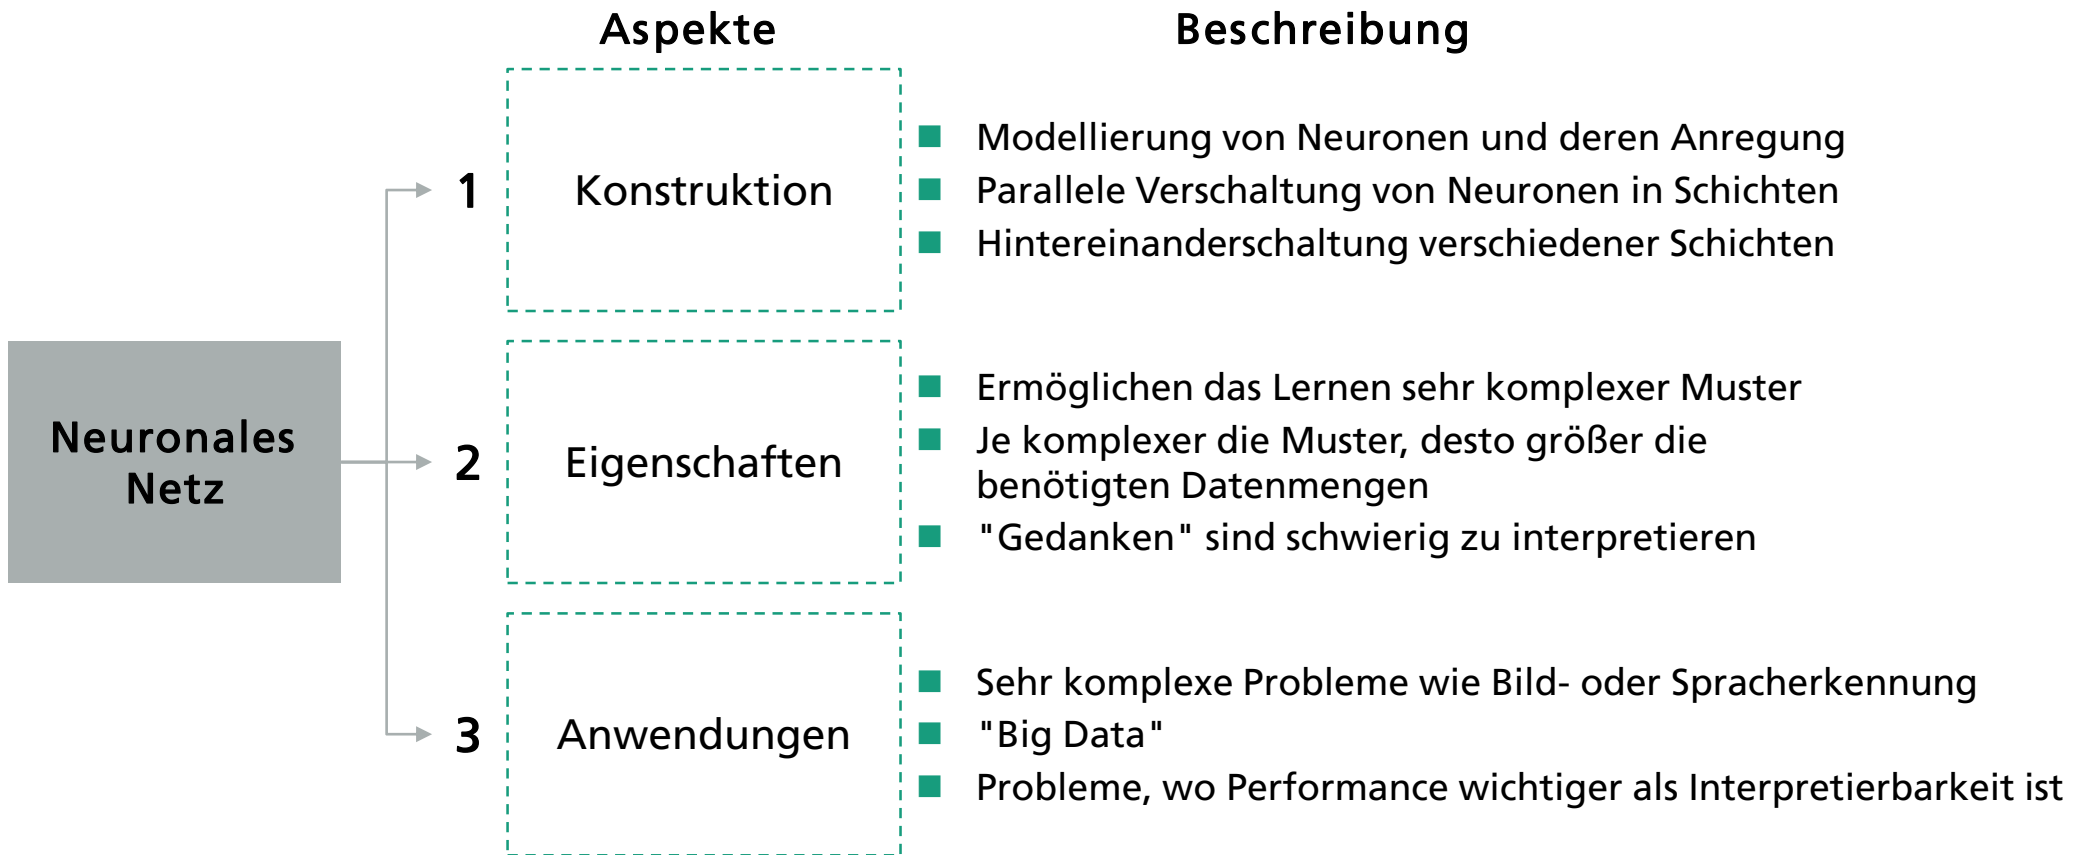 Aspekte
Beschreibung
Neuronales
Netz
1
Konstruktion
Modellierung von Neuronen und deren Anregung
Parallele Verschaltung von Neuronen in Schichten
Hintereinanderschaltung verschiedener Schichten
2
Eigenschaften
Ermöglichen das Lernen sehr komplexer Muster
Je komplexer die Muster, desto größer die
benötigten Datenmengen
"Gedanken" sind schwierig zu interpretieren
3
Anwendungen
Sehr komplexe Probleme wie Bild- oder Spracherkennung
"Big Data"
Probleme, wo Performance wichtiger als Interpretierbarkeit ist